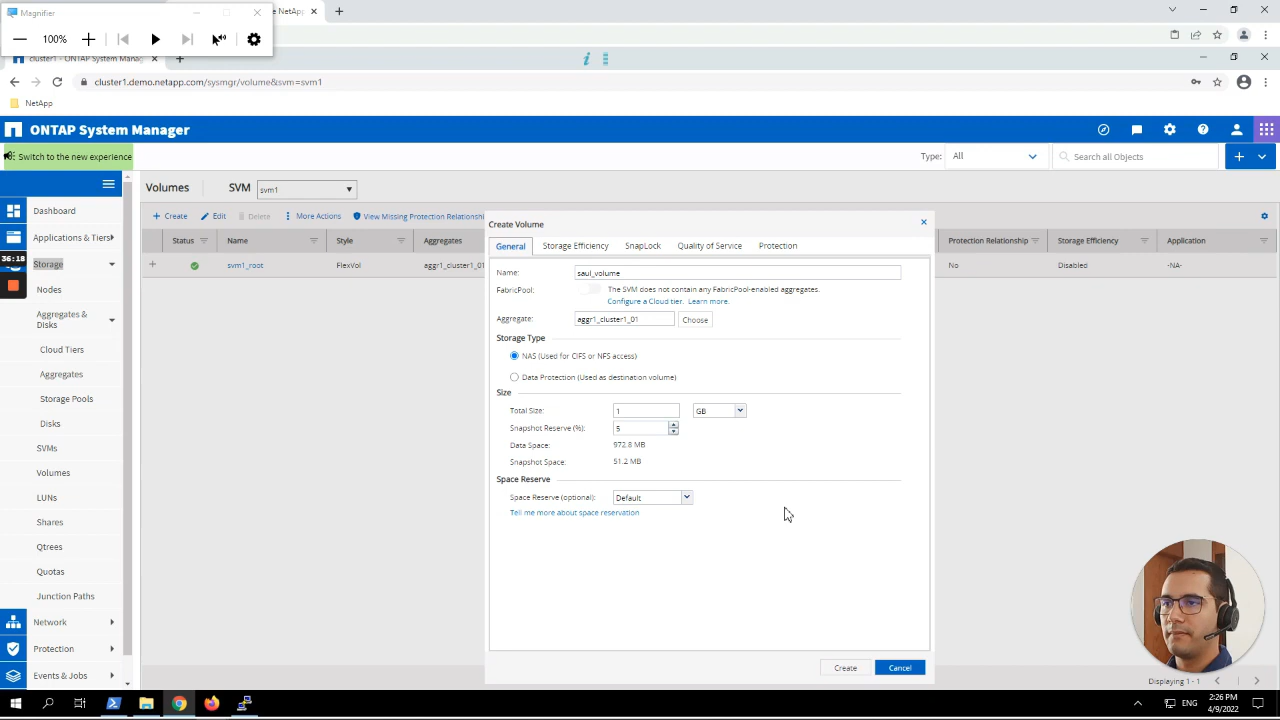 Magnifier
e NetAp
100%
cluster1 - ONTAP System Manag
cluster1.demo.netapp.com/sysmgr/volume&svm=svm1
NetApp
ONTAP System Manager
Switch to the new experience
Type: All
Search all Objects
Volumes
SVM svm1
Dashboard
Applications & Tiers
36:18
Storage
Nodes
Aggregates &
Disks
Cloud Tiers
Aggregates
Storage Pools
Disks
SVMs
Volumes
LUNs
Shares
Qtrees
Quotas
Junction Paths
Network
Protection
Events & Jobs
Create Edit Delete More Actions View Missing Protection Relationsh
Status Name Style Aggregates Protection Relationship Storage Efficiency Application
svm1_root FlexVol aggr1_cluster1_01 No Disabled -NA-
Create Volume
General Storage Efficiency SnapLock Quality of Service Protection
Name: saul_volume
FabricPool: The SVM does not contain any FabricPool-enabled aggregates.
Configure a Cloud tier. Learn more.
Aggregate: aggr1_cluster1_01 Choose
Storage Type
NAS (Used for CIFS or NFS access)
Data Protection (Used as destination volume)
Size
Total Size: 1 GB
Snapshot Reserve (%): 5
Data Space: 972.8 MB
Snapshot Space: 51.2 MB
Space Reserve
Space Reserve (optional): Default
Tell me more about space reservation
Create Cancel
Displaying 1 - 1
ENG
2:26 PM
4/9/2022